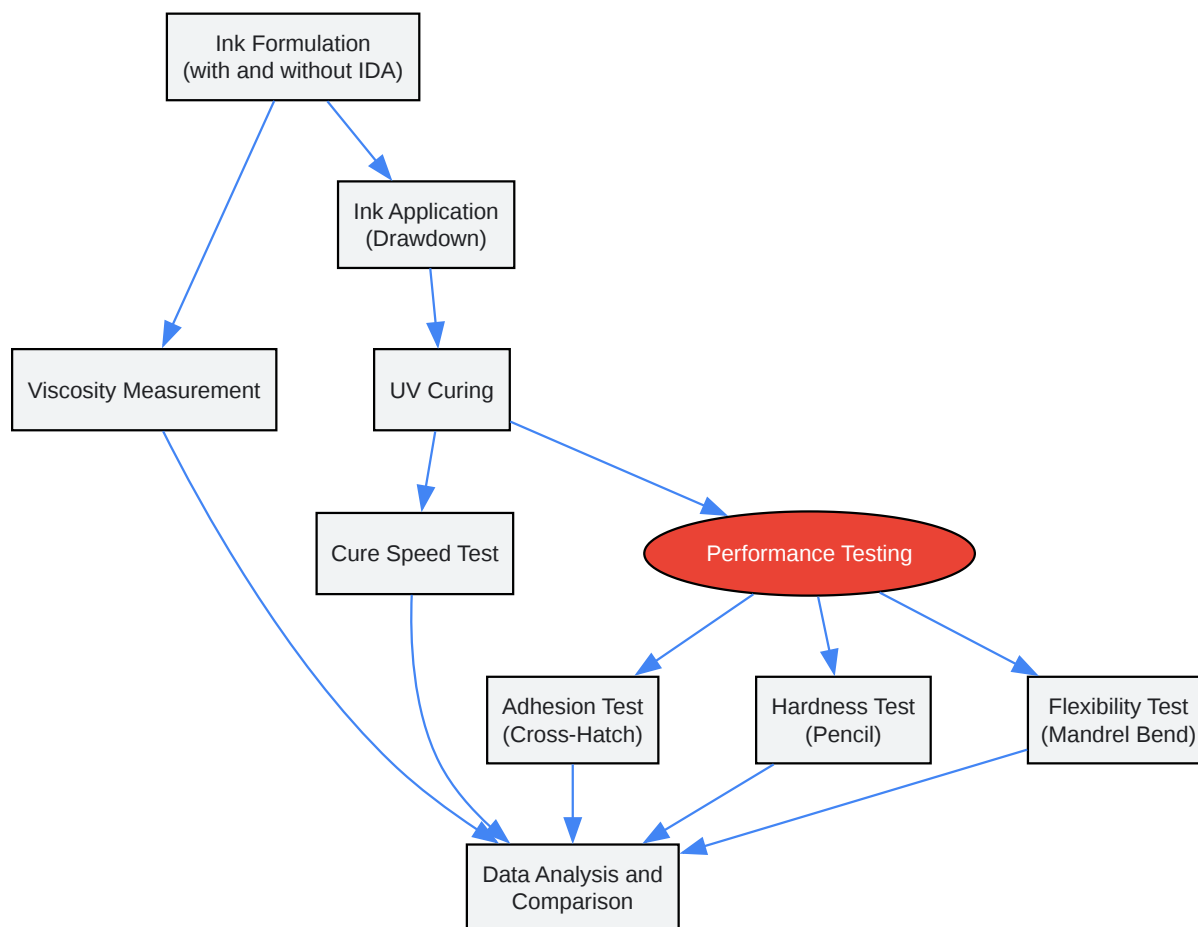 Ink Formulation
(with and without IDA)
Ink Application
(Drawdown)
Viscosity Measurement
UV Curing
Cure Speed Test
Performance Testing
Adhesion Test
(Cross-Hatch)
Hardness Test
(Pencil)
Flexibility Test
(Mandrel Bend)
Data Analysis and
Comparison